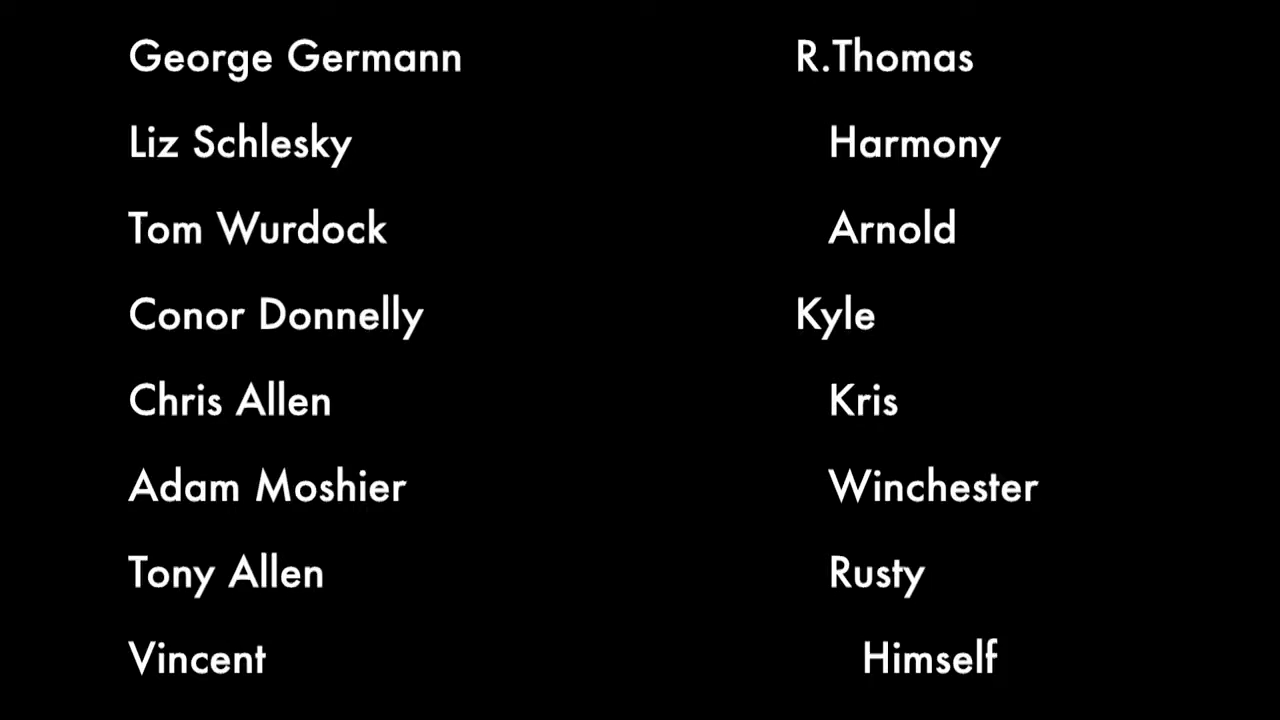 George Germann R.Thomas
Liz Schlesky Harmony
Tom Wurdock Arnold
Conor Donnelly Kyle
Chris Allen Kris
Adam Moshier Winchester
Tony Allen Rusty
Vincent Himself